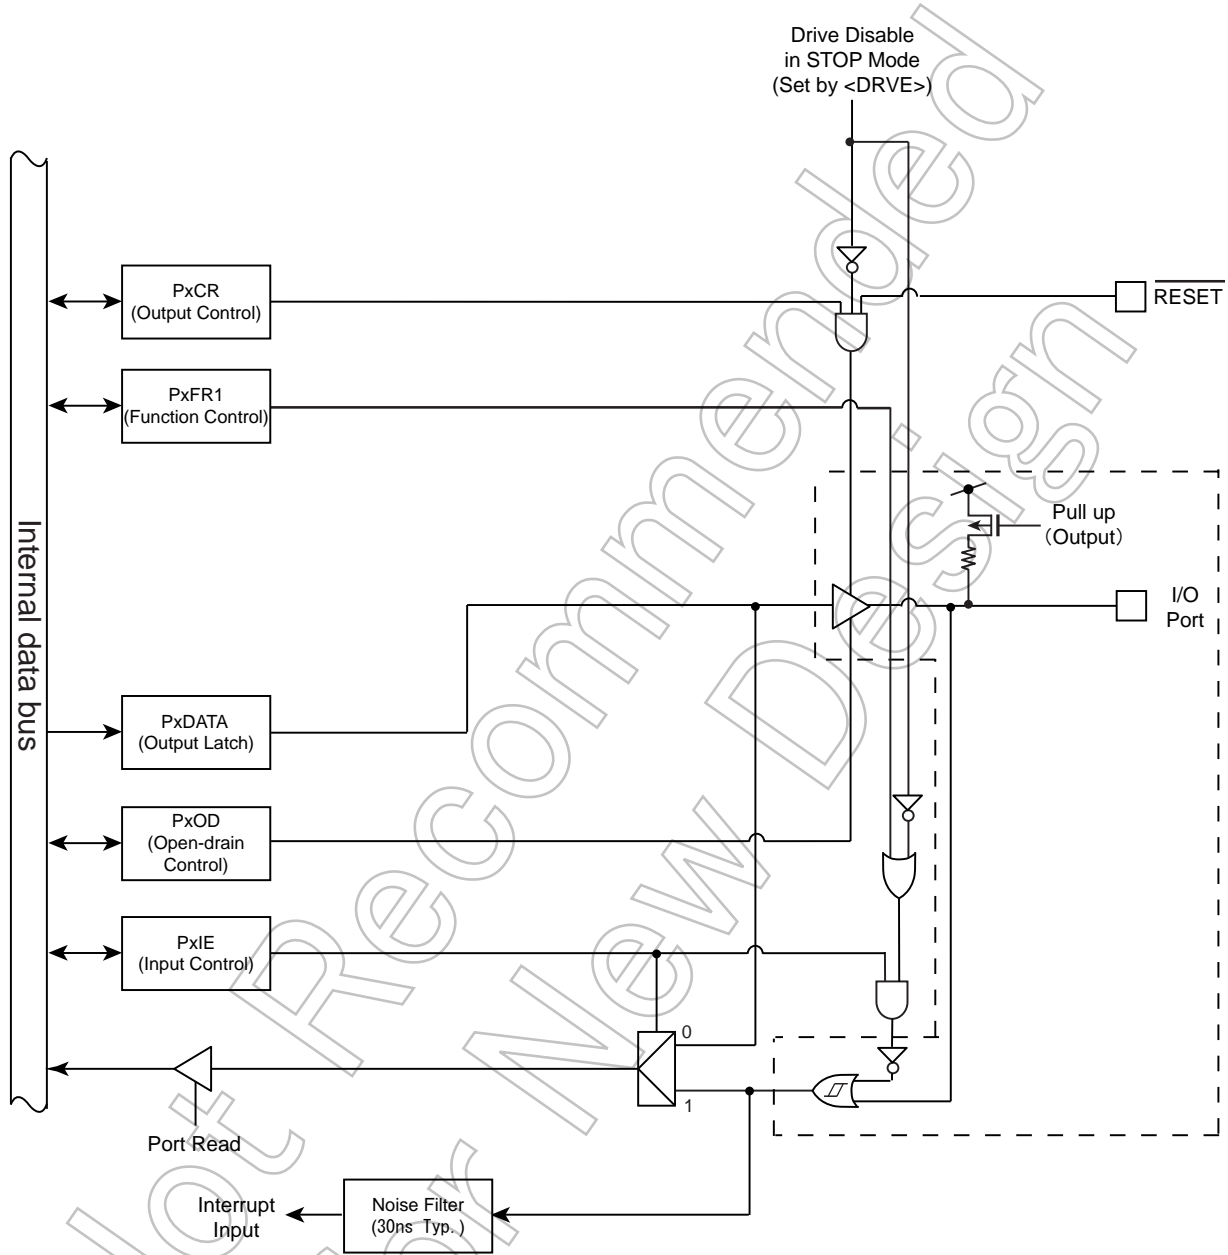 Drive Disable
in STOP Mode
(Set by <DRVE>)
PxCR
(Output Control)
RESET
PxFR1
(Function Control)
Pull up
(Output)
I/O
Port
Internal data bus
PxDATA
(Output Latch)
PxOD
(Open-drain
Control)
PxIE
(Input Control)
0
1
Port Read
Interrupt
Input
Noise Filter
(30ns Typ.)
Not Recommended
for New Design